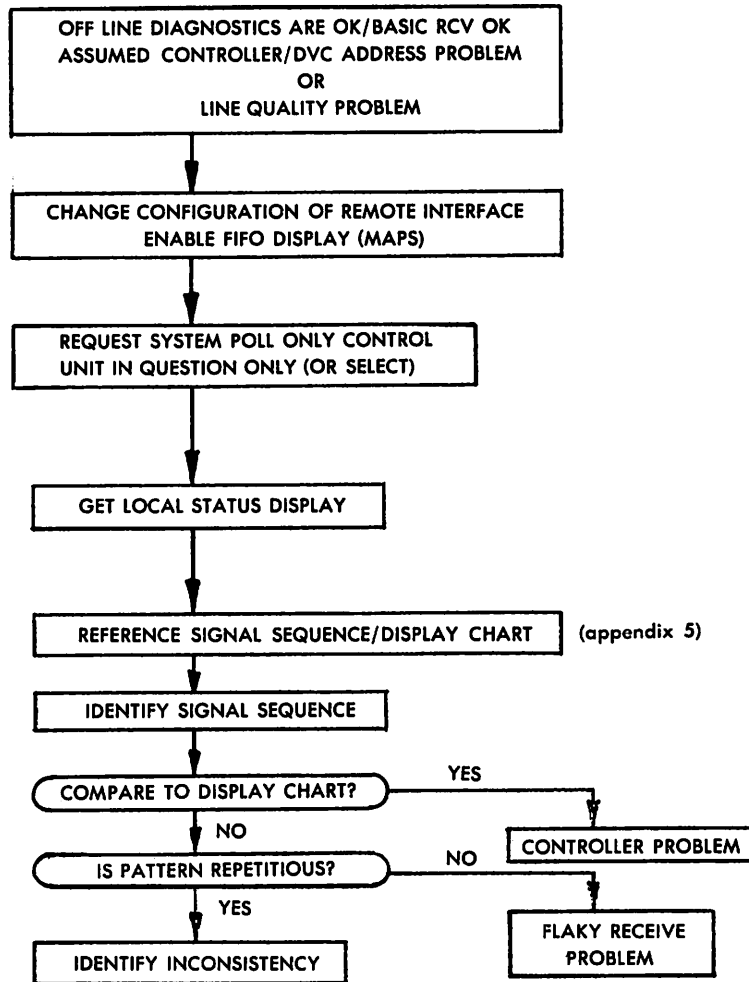 OFF LINE DIAGNOSTICS ARE OK/BASIC RCV OK
ASSUMED CONTROLLER/DVC ADDRESS PROBLEM
OR
LINE QUALITY PROBLEM
CHANGE CONFIGURATION OF REMOTE INTERFACE
ENABLE FIFO DISPLAY (MAPS)
REQUEST SYSTEM POLL ONLY CONTROL
UNIT IN QUESTION ONLY (OR SELECT)
GET LOCAL STATUS DISPLAY
REFERENCE SIGNAL SEQUENCE/DISPLAY CHART (appendix 5)
IDENTIFY SIGNAL SEQUENCE
COMPARE TO DISPLAY CHART?
YES
CONTROLLER PROBLEM
NO
IS PATTERN REPETITIOUS?
NO
FLAKY RECEIVE
PROBLEM
YES
IDENTIFY INCONSISTENCY